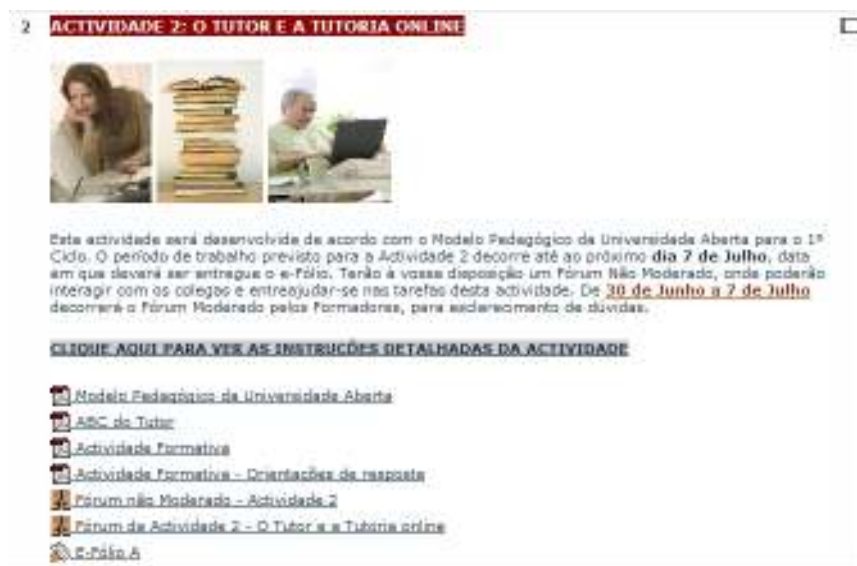 2 ACTIVIDADE 2: O TUTOR E A TUTORIA ONLINE
Esta actividade será desenvolvida de acordo com o Modelo Pedagógico da Universidade Aberta para o 1º
Ciclo. O período de trabalho previsto para a Actividade 2 decorre até ao próximo dia 7 de Julho, data
em que deverá ser entregue o e-Fólio. Terão à vossa disposição um Fórum Não Moderado, onde poderão
interagir com os colegas e entreajudar-se nas tarefas desta actividade. De 30 de Junho a 7 de Julho
decorrerá o Fórum Moderado pelos Formadores, para esclarecimento de dúvidas.
CLIQUE AQUI PARA VER AS INSTRUCÕES DETALHADAS DA ACTIVIDADE
Modelo Pedagógico da Universidade Aberta
ABC do Tutor
Actividade Formativa
Actividade Formativa - Orientações de resposta
Fórum não Moderado - Actividade 2
Fórum da Actividade 2 - O Tutor e a Tutoria online
E-Fólio A